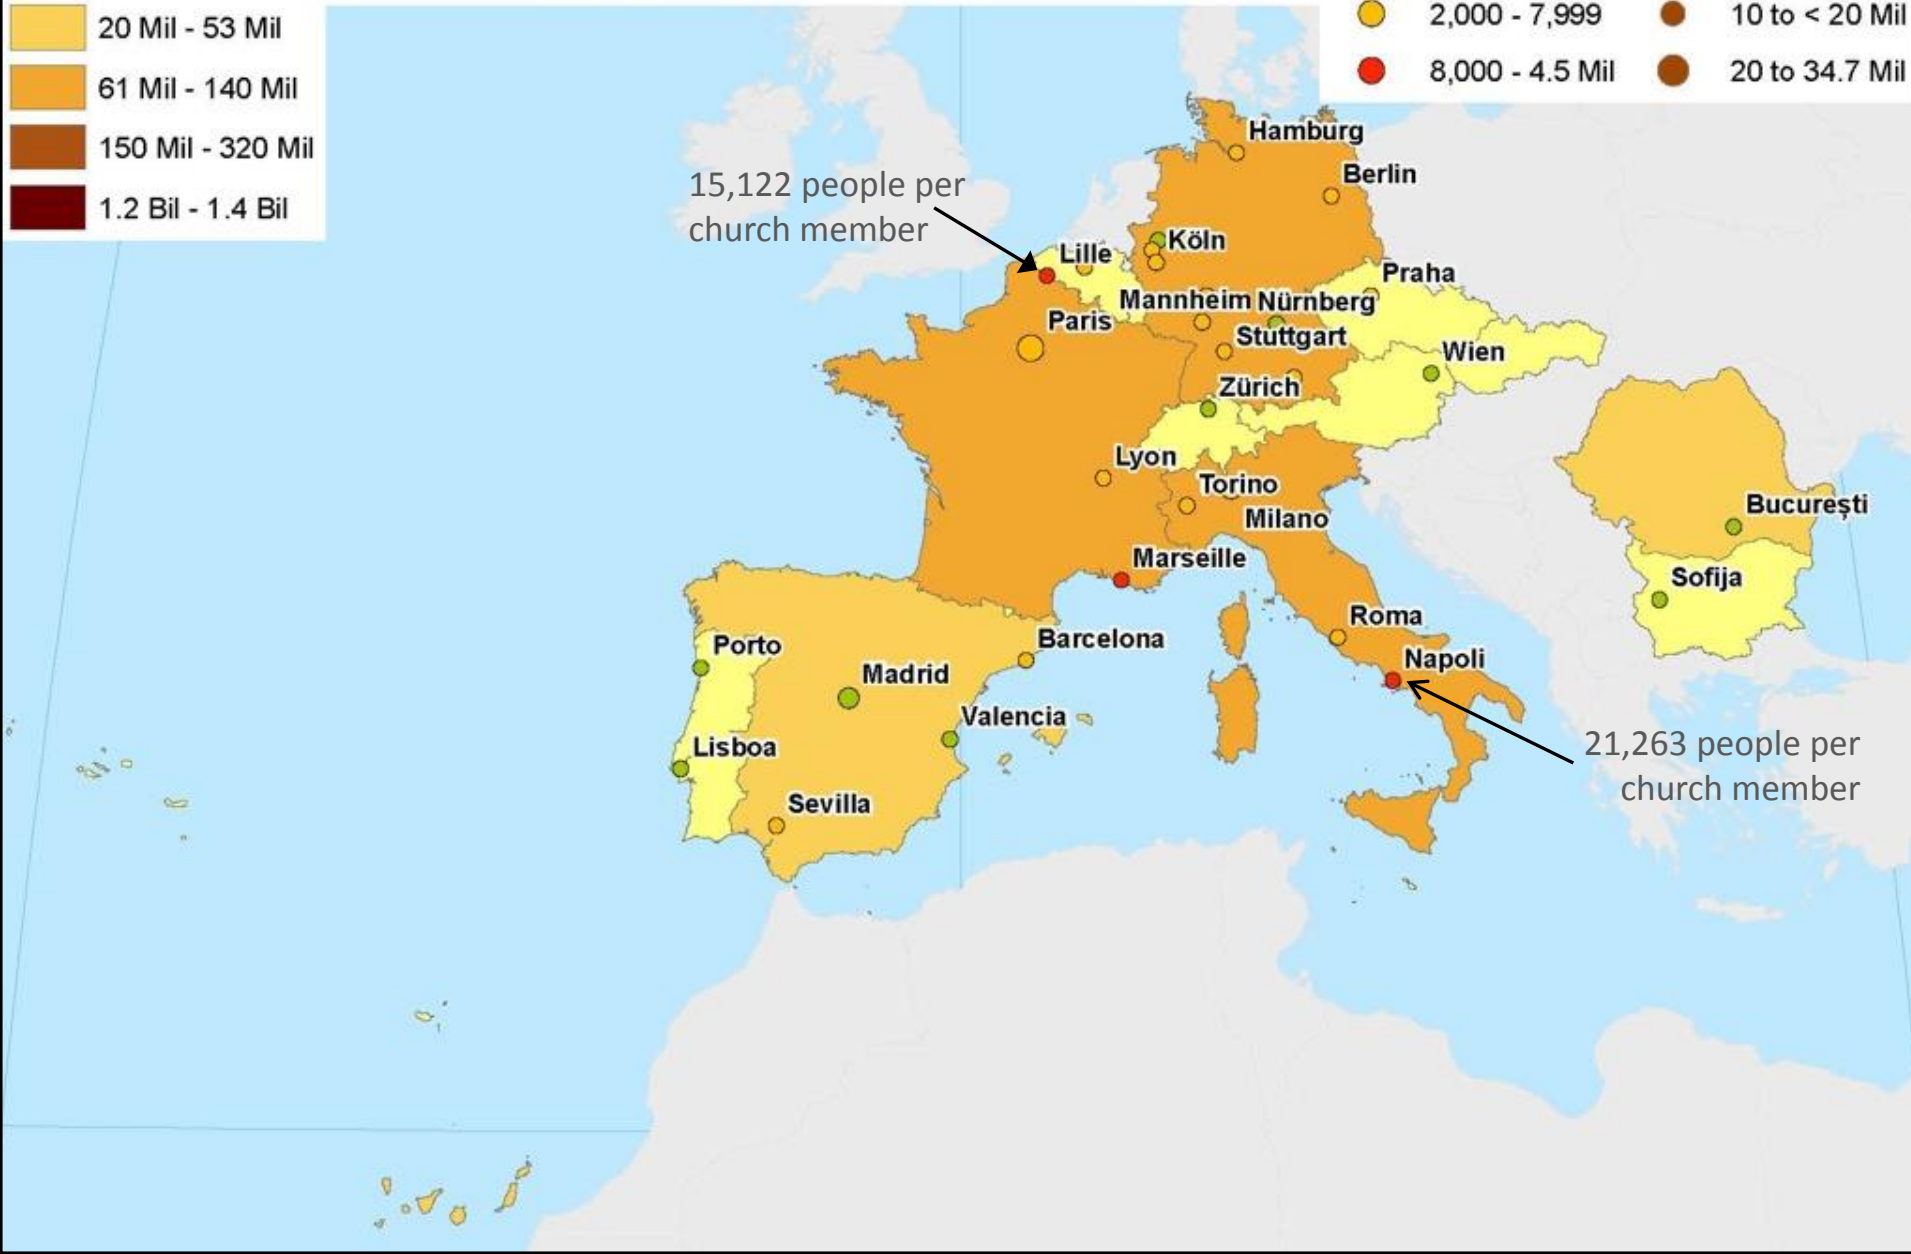 20 Mil - 53 Mil
61 Mil - 140 Mil
150 Mil - 320 Mil
1.2 Bil - 1.4 Bil
2,000 - 7,999
10 to < 20 Mil
8,000 - 4.5 Mil
20 to 34.7 Mil
Hamburg
Berlin
15,122 people per
church member
Köln
Lille
Praha
Mannheim
Nürnberg
Paris
Stuttgart
Wien
Zürich
Lyon
Torino
Milano
București
Marseille
Sofija
Roma
Barcelona
Porto
Napoli
Madrid
Valencia
Lisboa
21,263 people per
church member
Sevilla